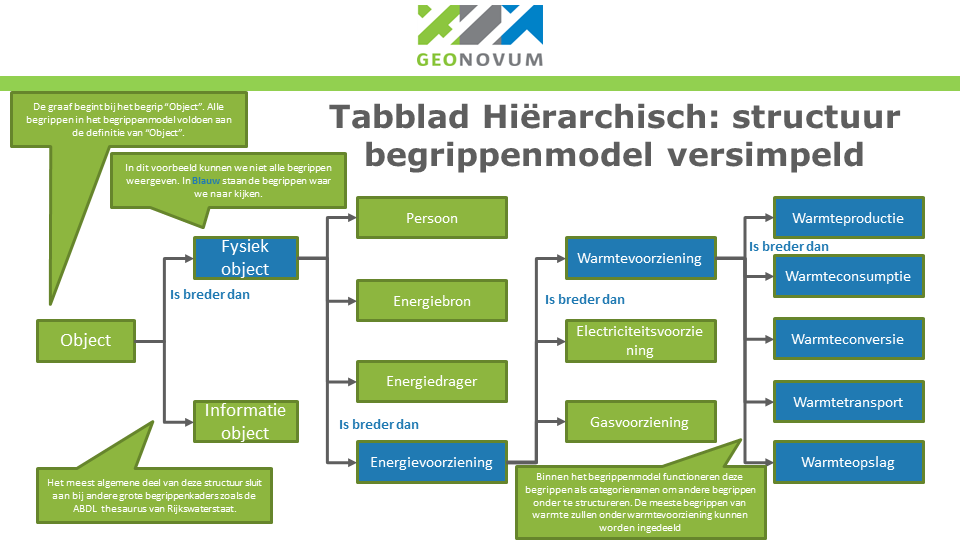 GEONOVUM
Tabblad Hiërarchisch: structuur
begrippenmodel versimpeld
De graaf begint bij het begrip “Object”. Alle
begrippen in het begrippenmodel voldoen aan
de definitie van “Object”.
In dit voorbeeld kunnen we niet alle begrippen
weergeven. In Blauw staan de begrippen waar
we naar kijken.
Object
Fysiek
object
Is breder dan
Informatie
object
Persoon
Energiebron
Energiedrager
Is breder dan
Energievoorziening
Warmtevoorziening
Is breder dan
Electriciteitsvoorzie
ning
Gasvoorziening
Warmteproductie
Is breder dan
Warmteconsumptie
Warmteconversie
Warmtetransport
Warmteopslag
Het meest algemene deel van deze structuur sluit
aan bij andere grote begrippenkaders zoals de
ABDL thesaurus van Rijkswaterstaat.
Binnen het begrippenmodel functioneren deze
begrippen als categorienamen om andere begrippen
onder te structureren. De meeste begrippen van
warmte zullen onder warmtevoorziening kunnen
worden ingedeeld